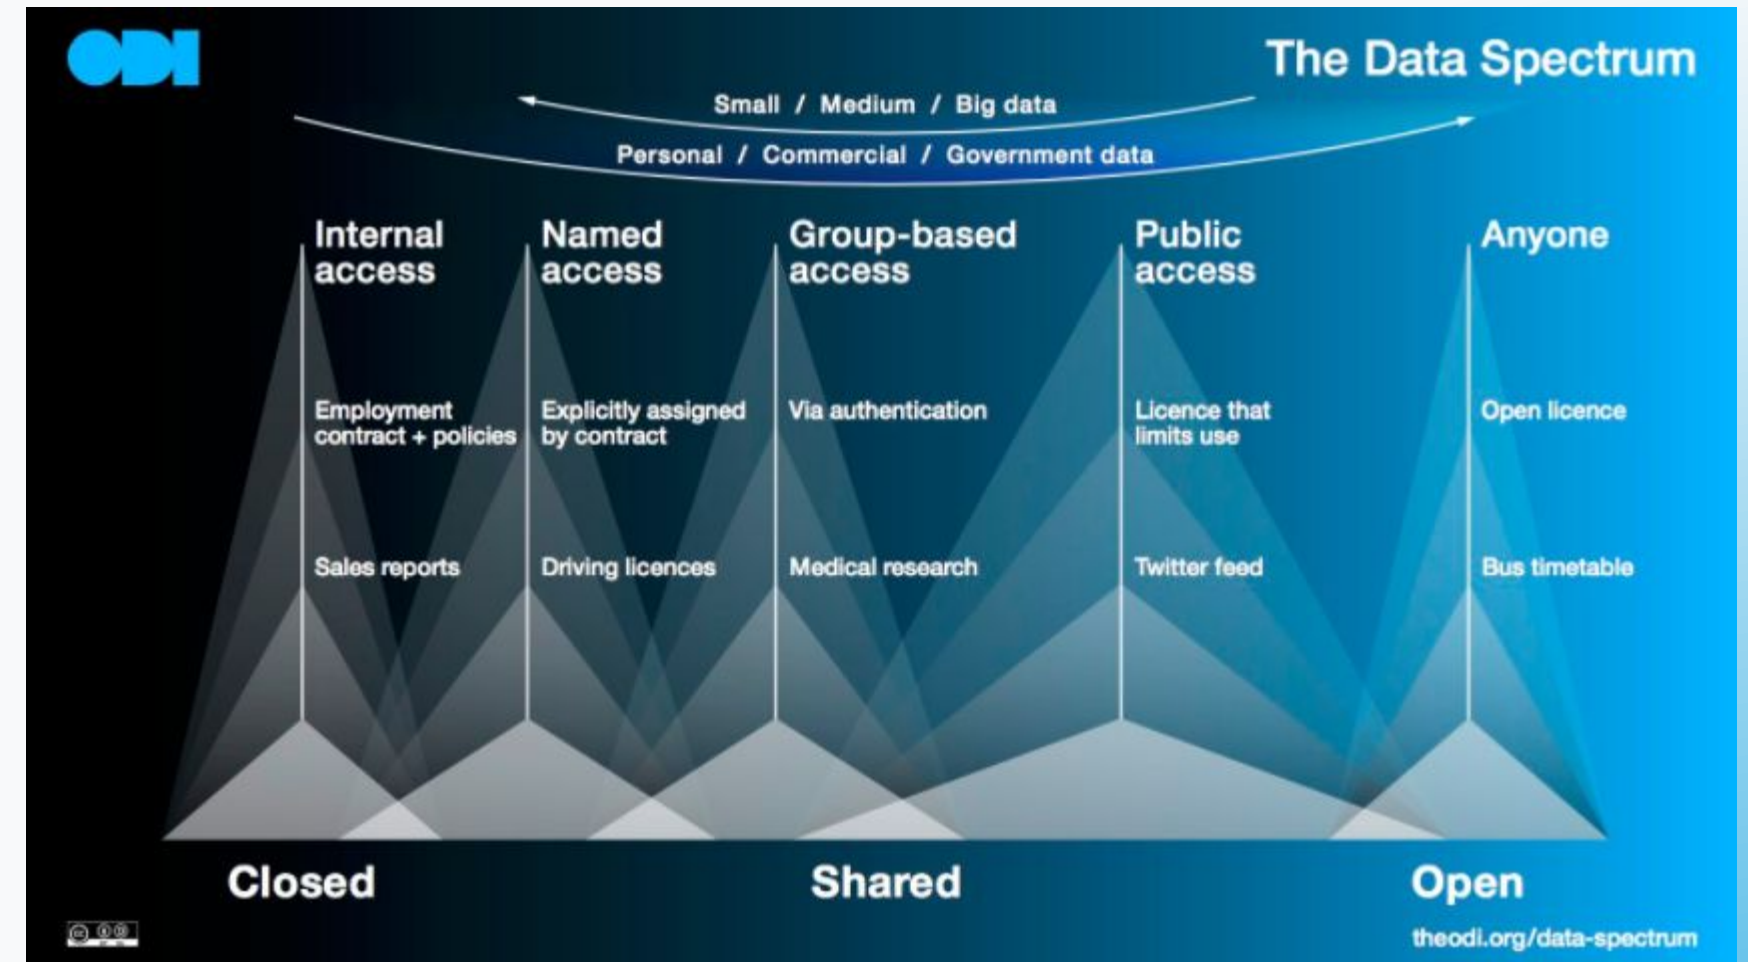 ODI
The Data Spectrum
Small / Medium / Big data
Personal / Commercial / Government data
Internal
access
Named
access
Group-based
access
Public
access
Anyone
Employment
contract + policies
Explicitly assigned
by contract
Via authentication
Licence that
limits use
Open licence
Sales reports
Driving licences
Medical research
Twitter feed
Bus timetable
Closed
Shared
Open
theodi.org/data-spectrum